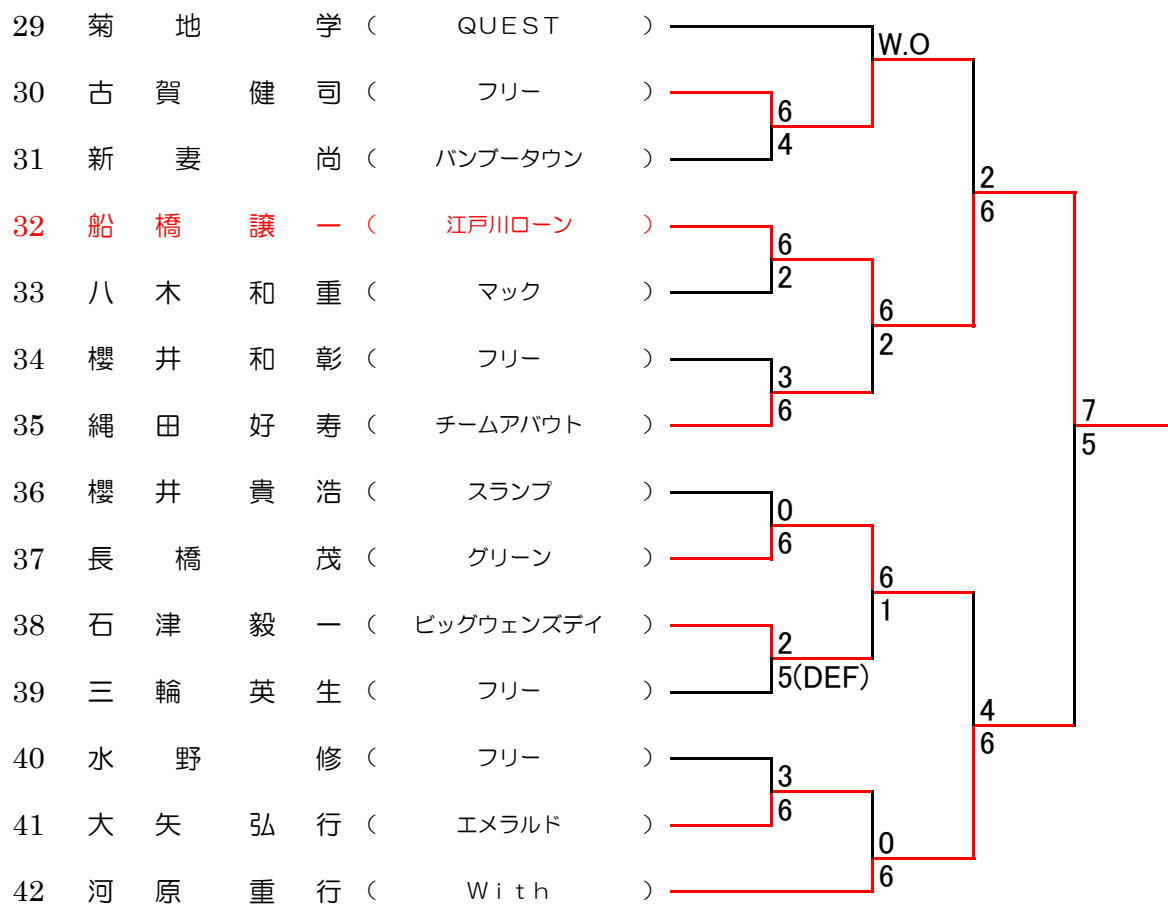 29 菊地 学 ( QUEST )
W.O
30 古賀 健司 ( フリー )
6
4
31 新妻 尚 ( バンブータウン )
2
6
32 船橋 譲一 ( 江戸川ローン )
6
2
33 八木 和重 ( マック )
6
2
34 櫻井 和彰 ( フリー )
3
6
35 縄田 好寿 ( チームアバウト )
7
5
36 櫻井 貴浩 ( スランプ )
0
6
37 長橋 茂 ( グリーン )
6
1
38 石津 毅一 ( ビッグウェンズデイ )
2
5(DEF)
39 三輪 英生 ( フリー )
4
6
40 水野 修 ( フリー )
3
6
41 大矢 弘行 ( エメラルド )
0
6
42 河原 重行 ( With )